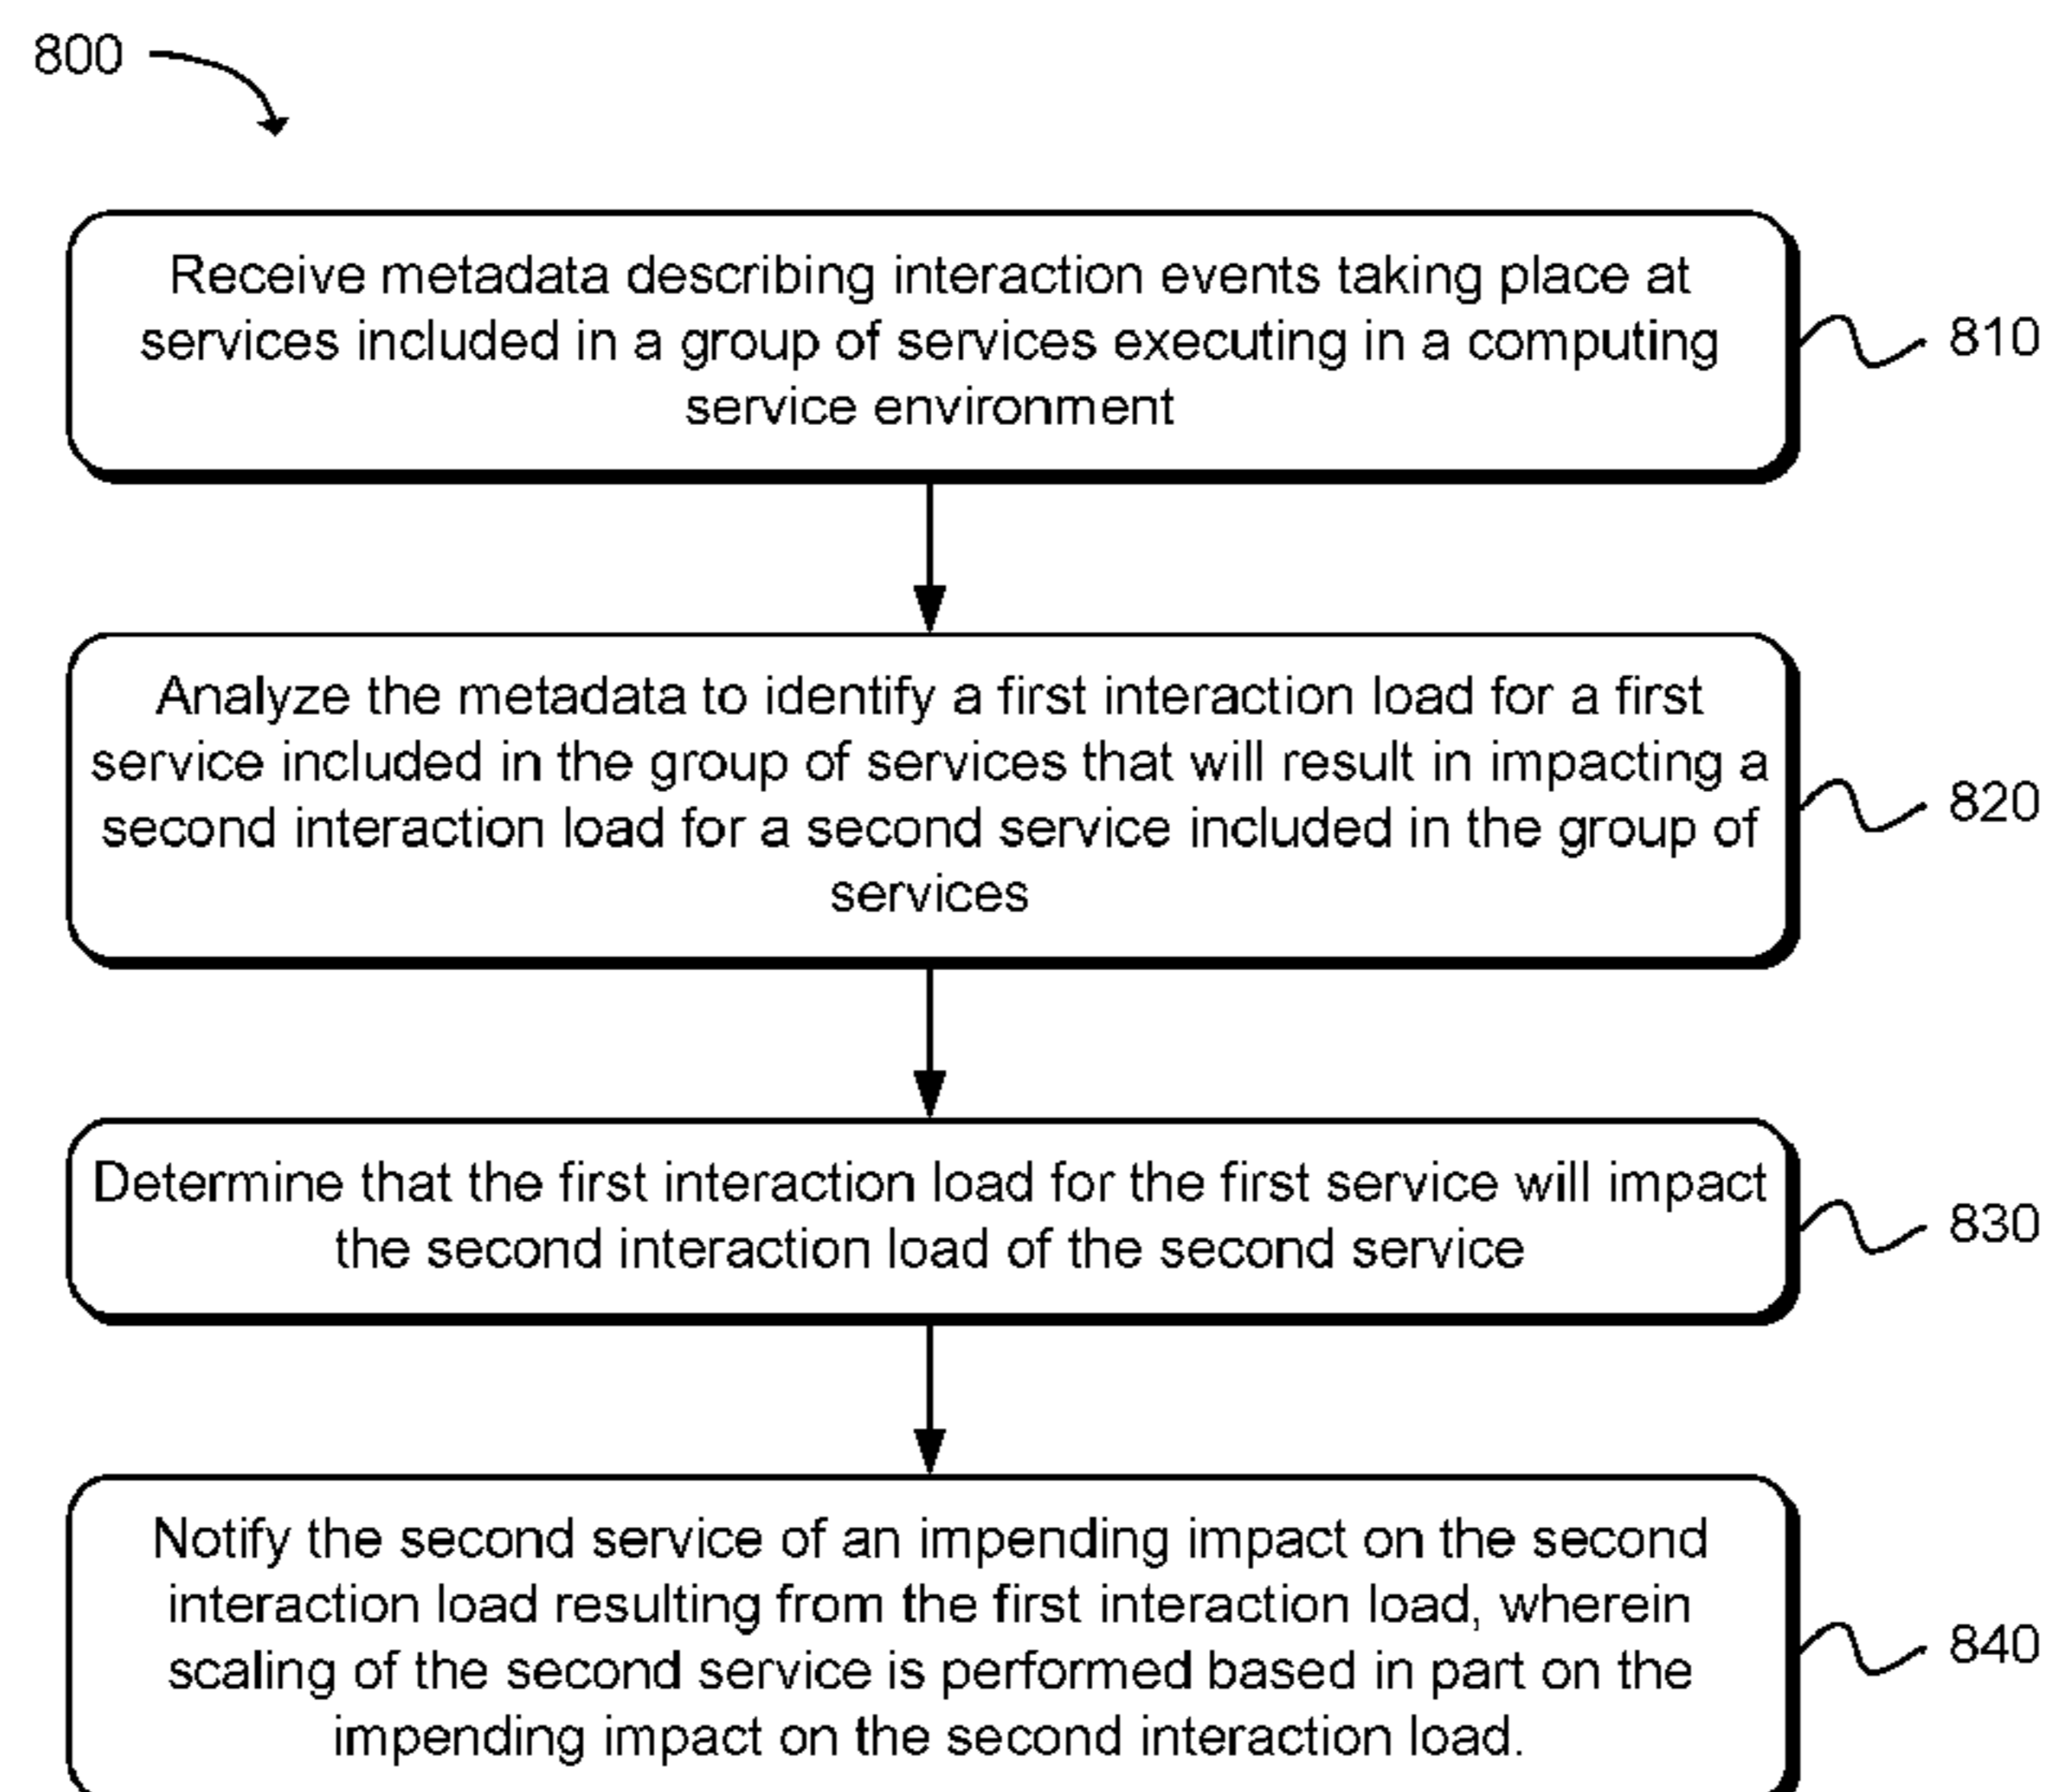 800
Receive metadata describing interaction events taking place at
services included in a group of services executing in a computing
service environment
810
Analyze the metadata to identify a first interaction load for a first
service included in the group of services that will result in impacting a
second interaction load for a second service included in the group of
services
820
Determine that the first interaction load for the first service will impact
the second interaction load of the second service
830
Notify the second service of an impending impact on the second
interaction load resulting from the first interaction load, wherein
scaling of the second service is performed based in part on the
impending impact on the second interaction load.
840